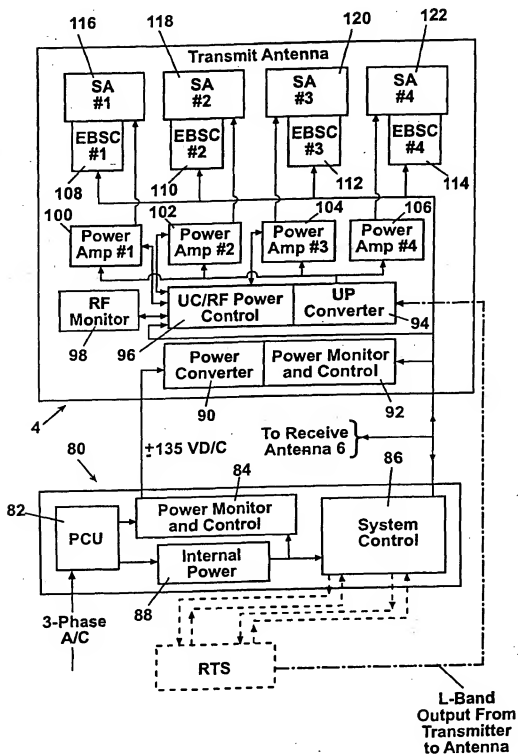 116
118
120
122
Transmit Antenna
SA
#1
SA
#2
SA
#3
SA
#4
EBSC
#1
EBSC
#2
EBSC
#3
EBSC
#4
108
110
112
114
100
102
104
106
Power
Amp #1
Power
Amp #2
Power
Amp #3
Power
Amp #4
RF
Monitor
UC/RF Power
Control
UP
Converter
98
96
94
Power
Converter
Power Monitor
and Control
90
92
4
±135 VD/C
To Receive
Antenna 6
80
84
86
82
PCU
Power Monitor
and Control
System
Control
Internal
Power
88
3-Phase
A/C
RTS
L-Band
Output From
Transmitter
to Antenna